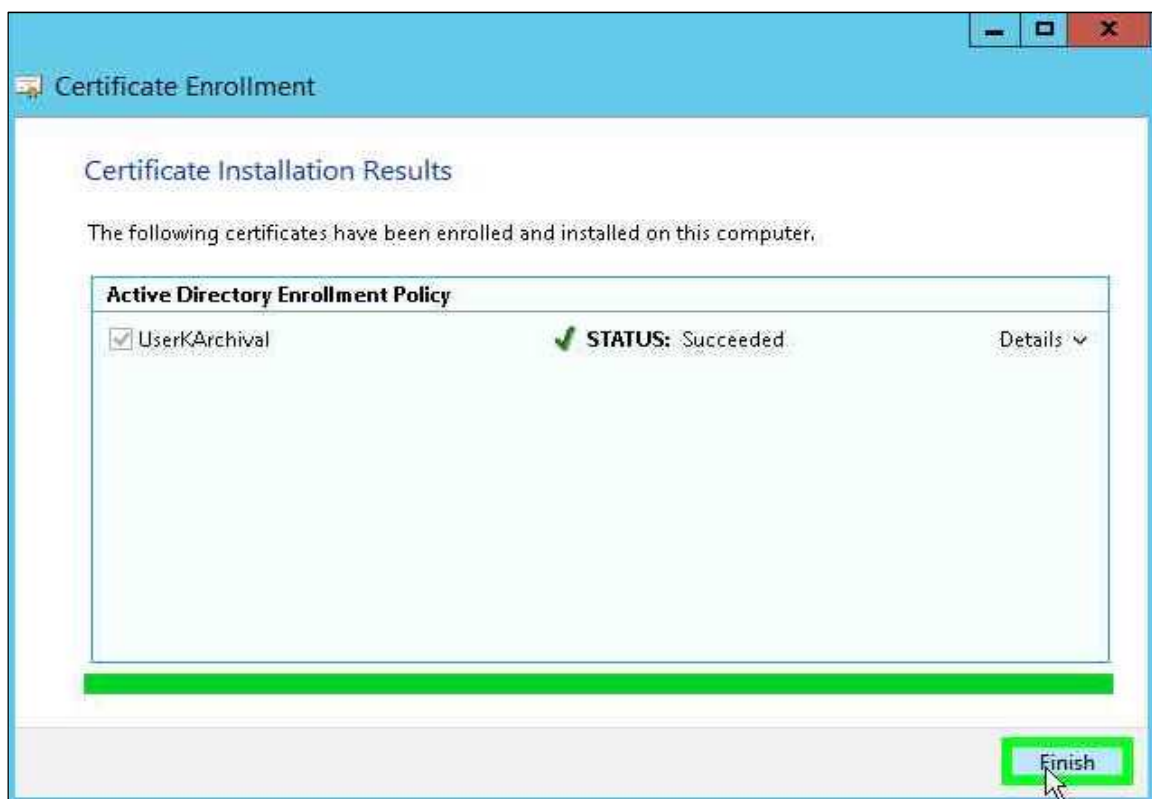 Certificate Enrollment
Certificate Installation Results
The following certificates have been enrolled and installed on this computer.
Active Directory Enrollment Policy
UserKArchival STATUS: Succeeded Details
Finish